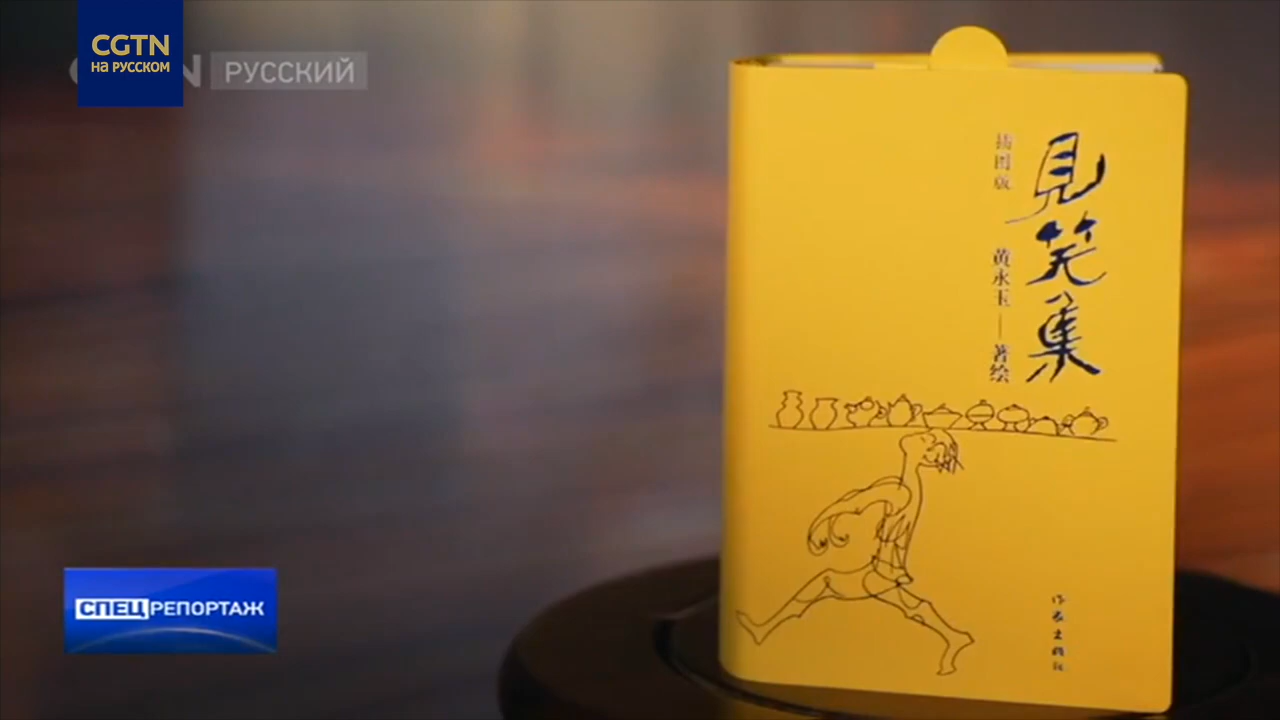 CGTN
НА РУССКОМ
РУССКИЙ
見笑集
插图版
黄永玉——著绘
作家出版社
СПЕЦРЕПОРТАЖ